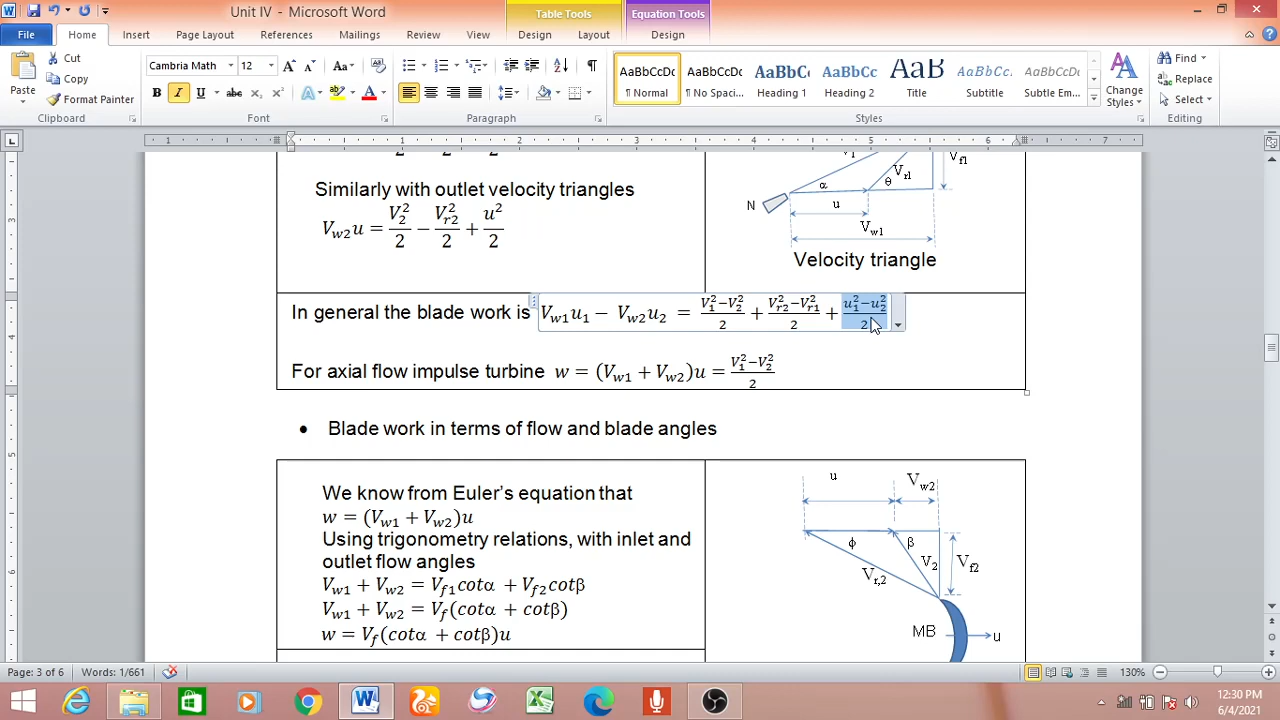 Unit IV - Microsoft Word
Table Tools
Equation Tools
File
Home
Insert
Page Layout
References
Mailings
Review
View
Design
Layout
Design
Paste
Cut
Copy
Format Painter
Clipboard
Cambria Math
12
Font
Paragraph
AaBbCcDc
¶ Normal
AaBbCcDc
¶ No Spaci...
AaBbCc
Heading 1
AaBbCc
Heading 2
AaB
Title
AaBbCc
Subtitle
AaBbCcDc
Subtle Em...
Change
Styles
Styles
Find
Replace
Select
Editing
Similarly with outlet velocity triangles
V_{w2}u = V_2^2/2 − V_{r2}^2/2 + u^2/2
V_{f1}
V_{r1}
α
θ
N
u
V_{w1}
Velocity triangle
In general the blade work is V_{w1}u_1 − V_{w2}u_2 = (V_1^2−V_2^2)/2 + (V_{r2}^2−V_{r1}^2)/2 + (u_1^2−u_2^2)/2
For axial flow impulse turbine w = (V_{w1} + V_{w2})u = (V_1^2−V_2^2)/2
• Blade work in terms of flow and blade angles
We know from Euler's equation that
w = (V_{w1} + V_{w2})u
Using trigonometry relations, with inlet and
outlet flow angles
V_{w1} + V_{w2} = V_{f1}cotα + V_{f2}cotβ
V_{w1} + V_{w2} = V_f(cotα + cotβ)
w = V_f(cotα + cotβ)u
u
V_{w2}
ϕ
β
V_2
V_{f2}
V_{r,2}
MB
u
Page: 3 of 6
Words: 1/661
130%
12:30 PM
6/4/2021